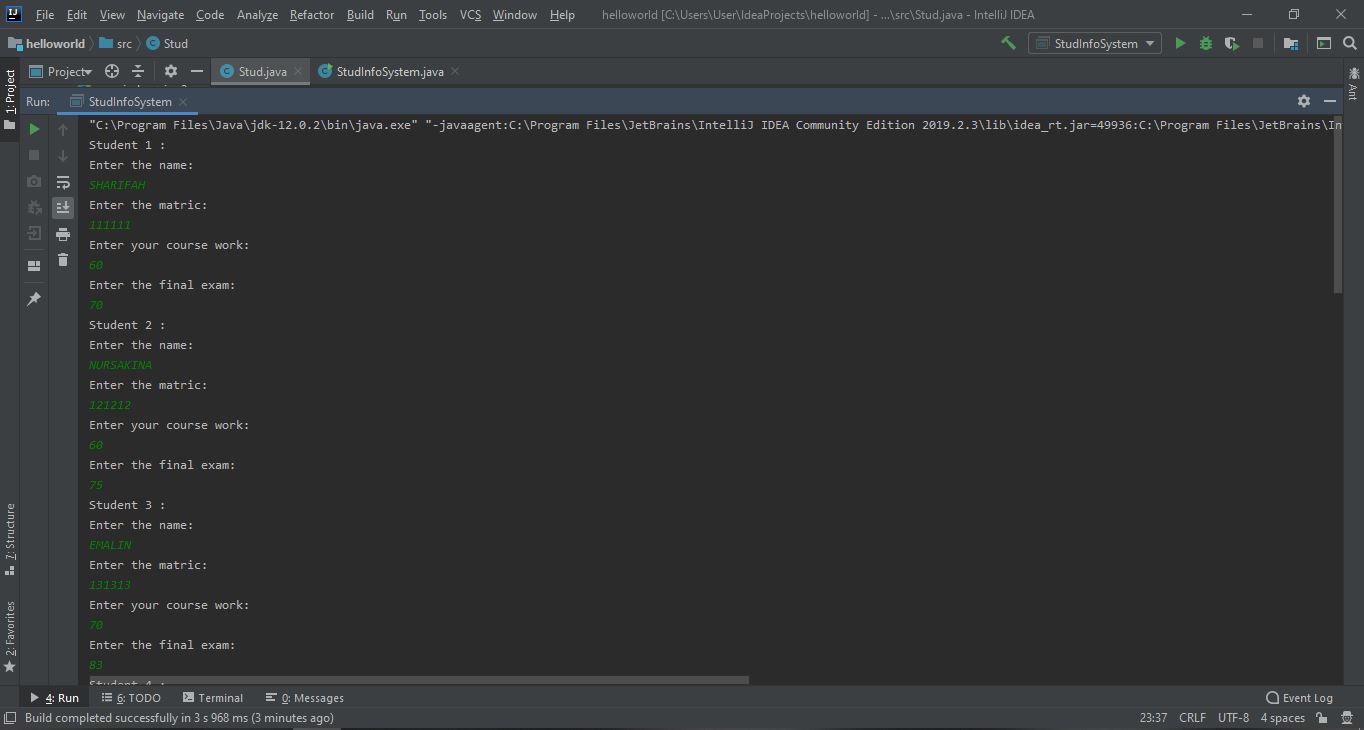 File Edit View Navigate Code Analyze Refactor Build Run Tools VCS Window Help helloworld [C:\Users\User\IdeaProjects\helloworld] - ...\src\Stud.java - IntelliJ IDEA
helloworld src Stud StudInfoSystem
Project Stud.java StudInfoSystem.java
Run: StudInfoSystem
"C:\Program Files\Java\jdk-12.0.2\bin\java.exe" "-javaagent:C:\Program Files\JetBrains\IntelliJ IDEA Community Edition 2019.2.3\lib\idea_rt.jar=49936:C:\Program Files\JetBrains\In
Student 1 :
Enter the name:
SHARIFAH
Enter the matric:
111111
Enter your course work:
60
Enter the final exam:
70
Student 2 :
Enter the name:
NURSAKINA
Enter the matric:
121212
Enter your course work:
60
Enter the final exam:
75
Student 3 :
Enter the name:
EMALIN
Enter the matric:
131313
Enter your course work:
70
Enter the final exam:
83
Student 4 :
1: Project
7: Structure
2: Favorites
Ant
4: Run 6: TODO Terminal 0: Messages Event Log
Build completed successfully in 3 s 968 ms (3 minutes ago) 23:37 CRLF UTF-8 4 spaces